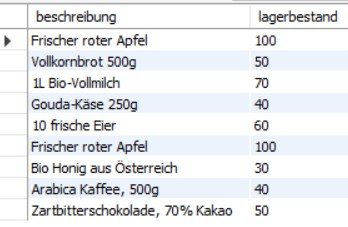 beschreibung lagerbestand
Frischer roter Apfel 100
Vollkornbrot 500g 50
1L Bio-Vollmilch 70
Gouda-Käse 250g 40
10 frische Eier 60
Frischer roter Apfel 100
Bio Honig aus Österreich 30
Arabica Kaffee, 500g 40
Zartbitterschokolade, 70% Kakao 50